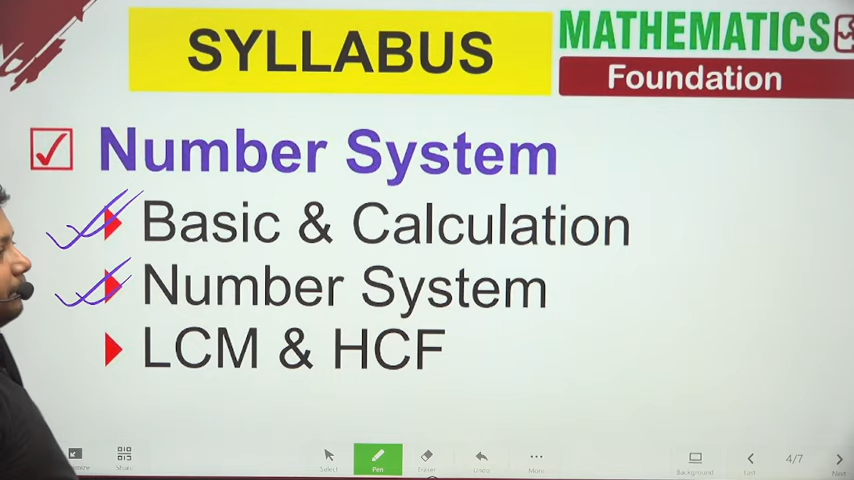 SYLLABUS
MATHEMATICS
Foundation
Number System
Basic & Calculation
Number System
LCM & HCF
Select
Pen
Eraser
Undo
More
Background
Last
4/7
Next